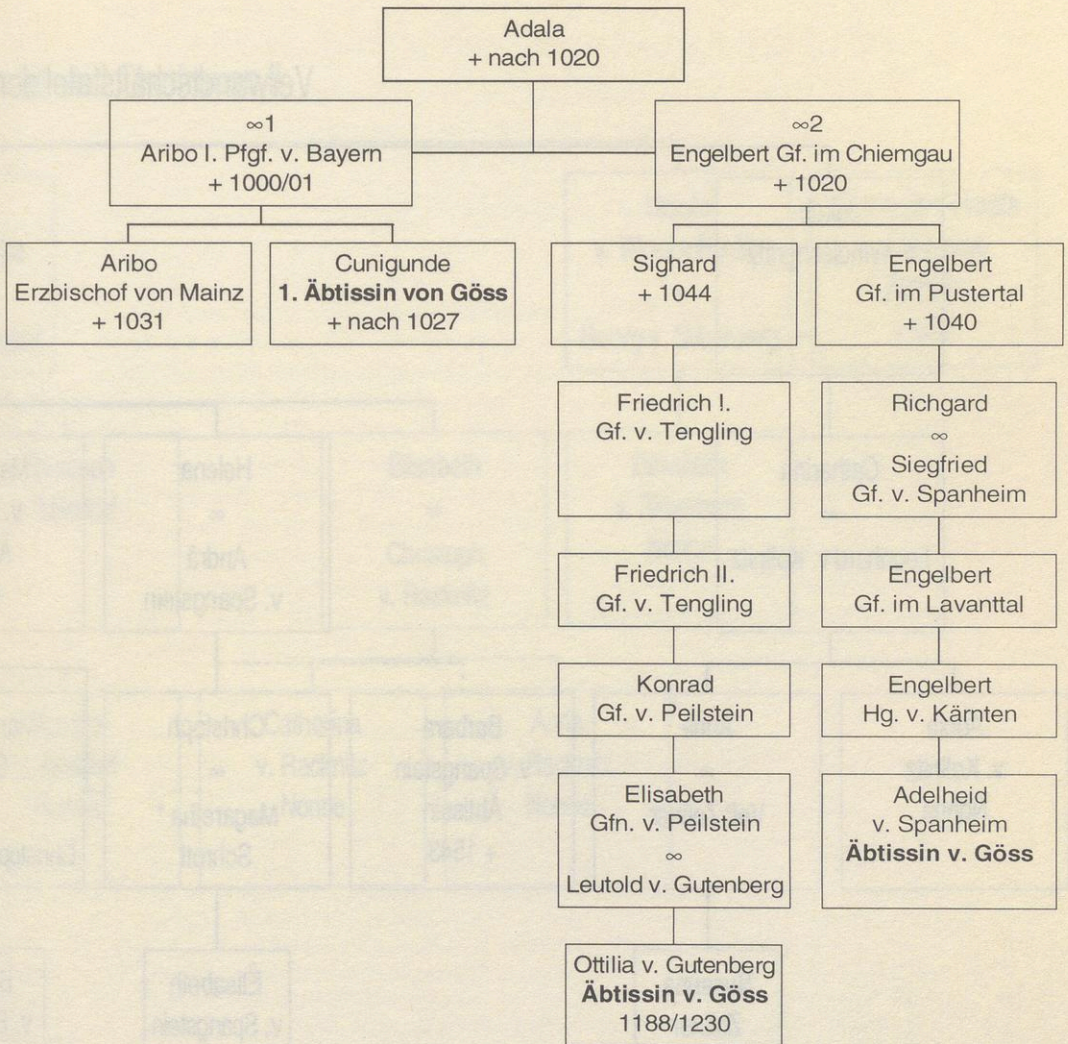 Adala
+ nach 1020
∞1
Aribo I. Pfgf. v. Bayern
+ 1000/01
∞2
Engelbert Gf. im Chiemgau
+ 1020
Aribo
Erzbischof von Mainz
+ 1031
Cunigunde
1. Äbtissin von Göss
+ nach 1027
Sighard
+ 1044
Engelbert
Gf. im Pustertal
+ 1040
Friedrich !.
Gf. v. Tengling
Richgard
∞
Siegfried
Gf. v. Spanheim
Friedrich II.
Gf. v. Tengling
Engelbert
Gf. im Lavanttal
Konrad
Gf. v. Peilstein
Engelbert
Hg. v. Kärnten
Elisabeth
Gfn. v. Peilstein
∞
Leutold v. Gutenberg
Adelheid
v. Spanheim
Äbtissin v. Göss
Ottilia v. Gutenberg
Äbtissin v. Göss
1188/1230